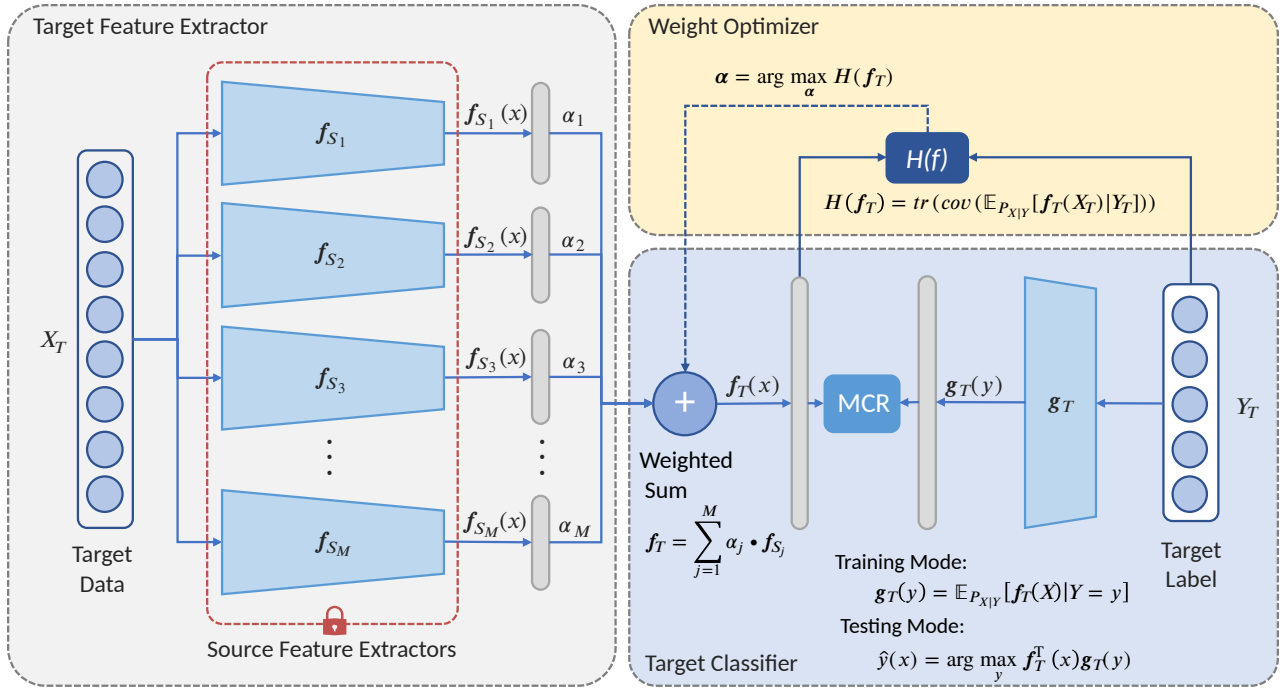 Target Feature Extractor
f_{S_1}
f_{S_1}(x)
α_1
f_{S_2}
f_{S_2}(x)
α_2
X_T
f_{S_3}
f_{S_3}(x)
α_3
f_{S_M}
f_{S_M}(x)
α_M
Target
Data
Source Feature Extractors
Weight Optimizer
α = arg max_α H(f_T)
H(f)
H(f_T) = tr(cov(𝔼_{P_{X|Y}}[f_T(X_T)|Y_T]))
+
f_T(x)
MCR
g_T(y)
g_T
Y_T
Weighted
Sum
f_T = ∑_{j=1}^{M} α_j • f_{S_j}
Target
Label
Training Mode:
g_T(y) = 𝔼_{P_{X|Y}}[f_T(X)|Y = y]
Testing Mode:
ŷ(x) = arg max_y f_T^T(x)g_T(y)
Target Classifier